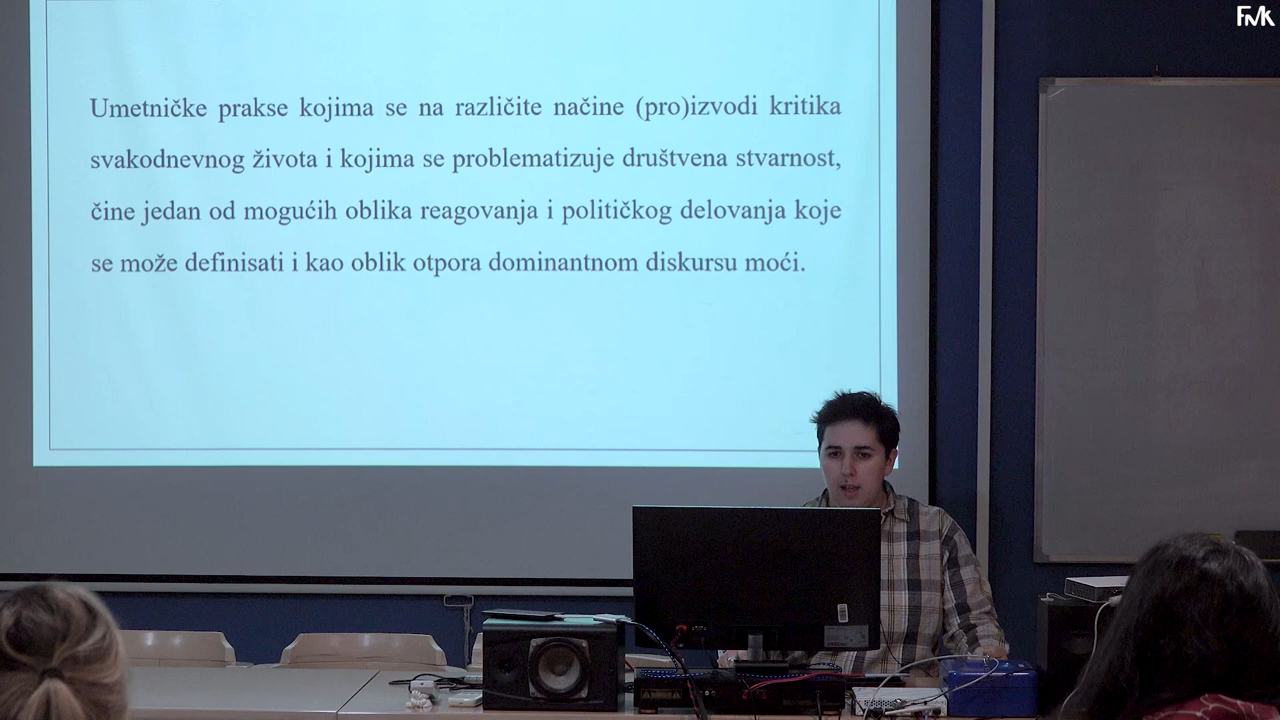 FMK
Umetničke prakse kojima se na različite načine (pro)izvodi kritika
svakodnevnog života i kojima se problematizuje društvena stvarnost,
čine jedan od mogućih oblika reagovanja i političkog delovanja koje
se može definisati i kao oblik otpora dominantnom diskursu moći.